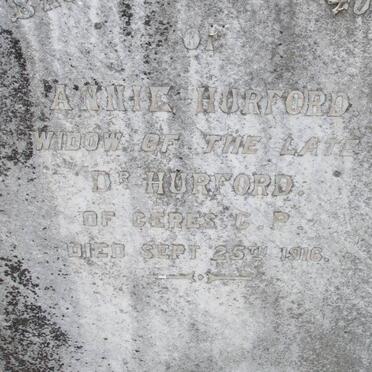 OF
ANNIE HURFORD
WIDOW OF THE LATE
DR HURFORD
OF CERES C.P.
DIED SEPT 25TH 1916.